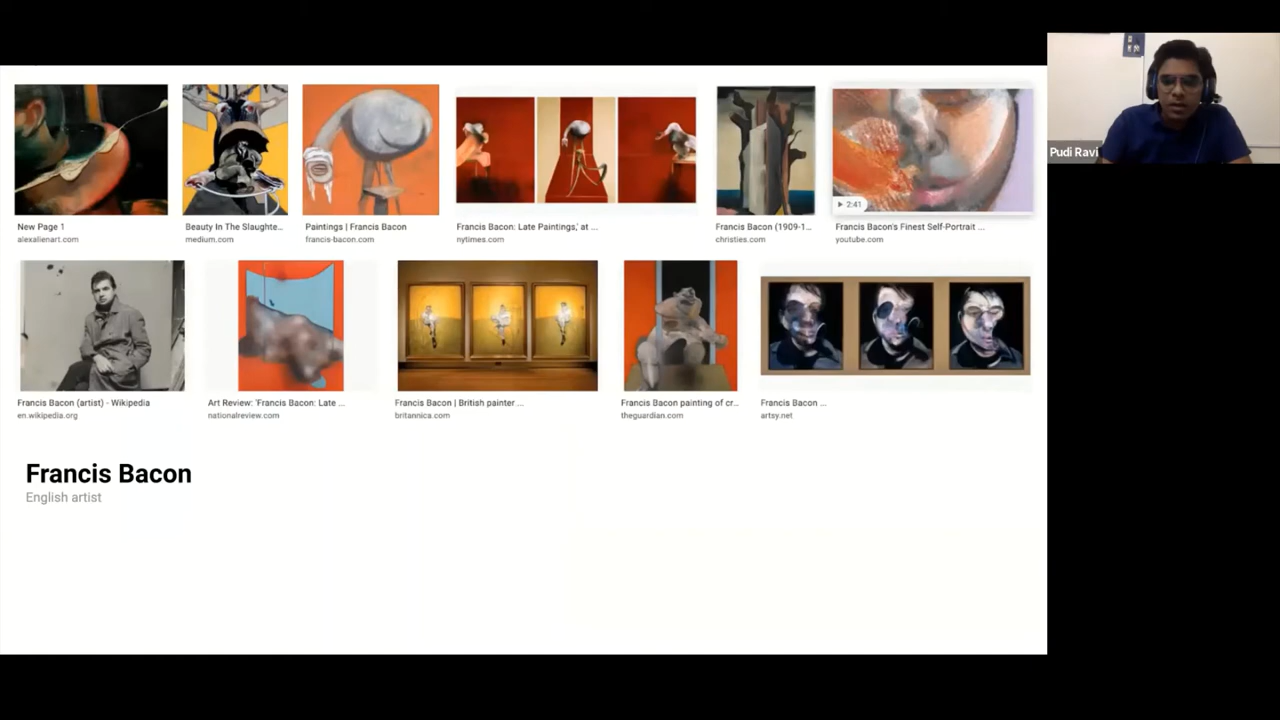 Pudi Ravi
2:41
New Page 1
alexalienart.com
Beauty In The Slaughte...
medium.com
Paintings | Francis Bacon
francis-bacon.com
Francis Bacon: Late Paintings,' at ...
nytimes.com
Francis Bacon (1909-1...
christies.com
Francis Bacon's Finest Self-Portrait ...
youtube.com
Francis Bacon (artist) - Wikipedia
en.wikipedia.org
Art Review: 'Francis Bacon: Late ...
nationalreview.com
Francis Bacon | British painter ...
britannica.com
Francis Bacon painting of cr...
theguardian.com
Francis Bacon ...
artsy.net
Francis Bacon
English artist